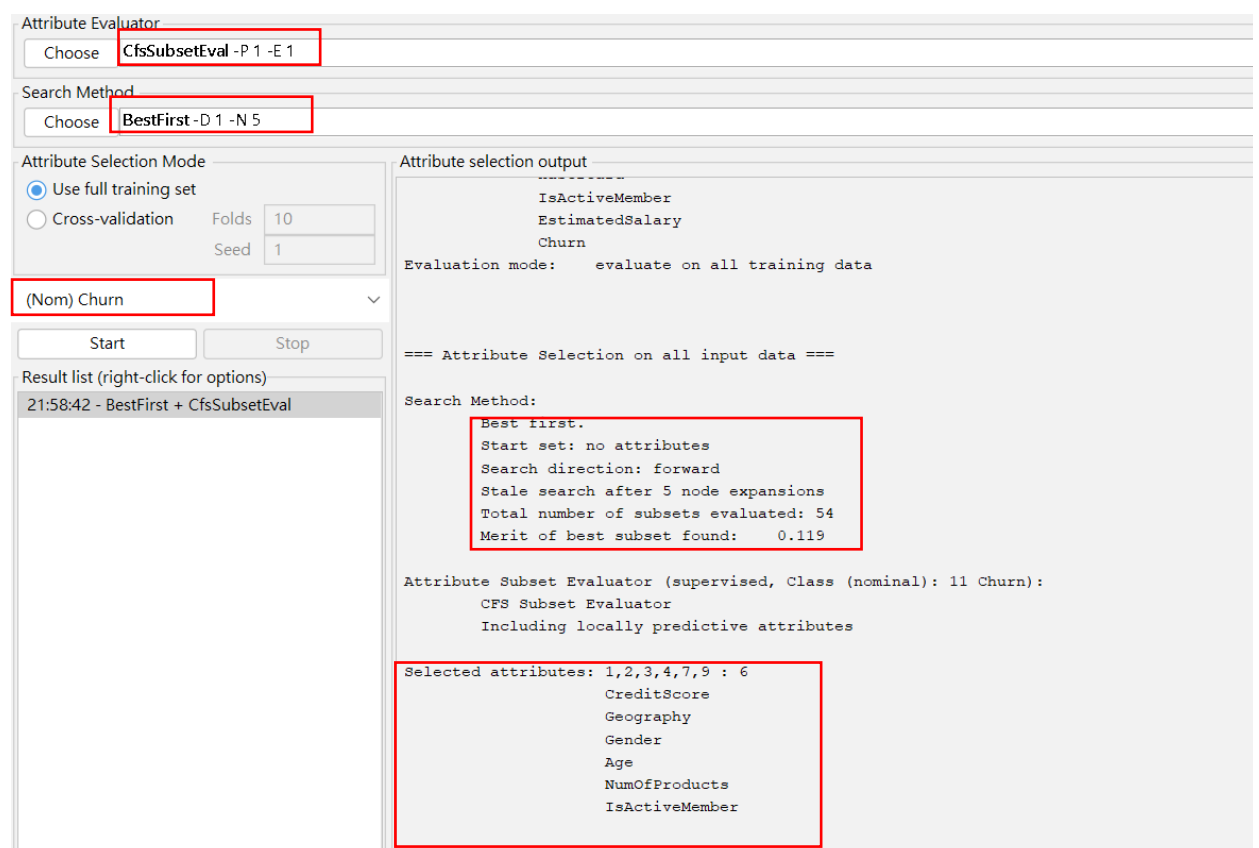 Attribute Evaluator
Choose CfsSubsetEval -P 1 -E 1
Search Method
Choose BestFirst -D 1 -N 5
Attribute Selection Mode
Use full training set
Cross-validation Folds 10
Seed 1
(Nom) Churn
Start Stop
Result list (right-click for options)
21:58:42 - BestFirst + CfsSubsetEval
Attribute selection output
IsActiveMember
EstimatedSalary
Churn
Evaluation mode: evaluate on all training data
=== Attribute Selection on all input data ===
Search Method:
Best first.
Start set: no attributes
Search direction: forward
Stale search after 5 node expansions
Total number of subsets evaluated: 54
Merit of best subset found: 0.119
Attribute Subset Evaluator (supervised, Class (nominal): 11 Churn):
CFS Subset Evaluator
Including locally predictive attributes
Selected attributes: 1,2,3,4,7,9 : 6
CreditScore
Geography
Gender
Age
NumOfProducts
IsActiveMember